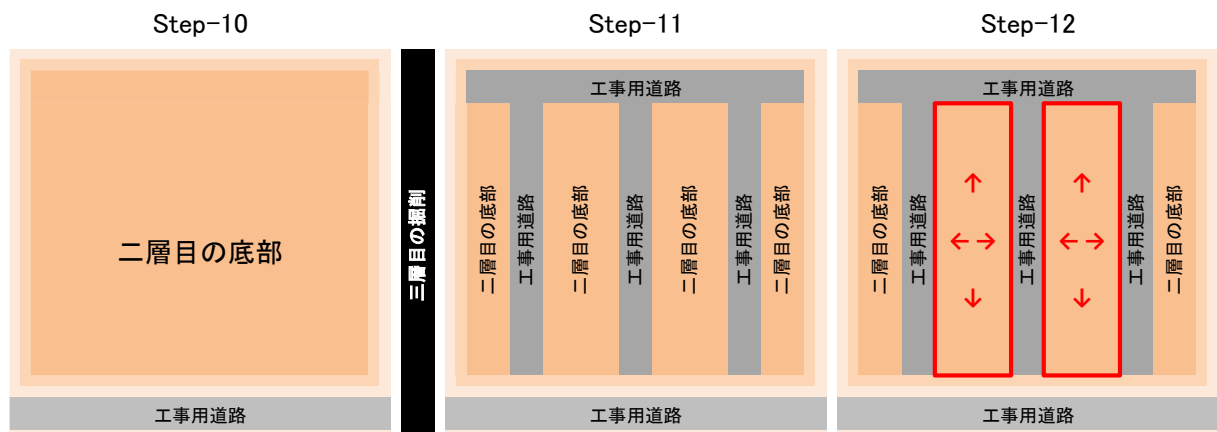 Step-10
二層目の底部
工事用道路
三層目の掘削
Step-11
工事用道路
二層目の底部
工事用道路
二層目の底部
工事用道路
二層目の底部
工事用道路
二層目の底部
工事用道路
Step-12
工事用道路
二層目の底部
工事用道路
↑
←→
↓
工事用道路
↑
←→
↓
工事用道路
二層目の底部
工事用道路